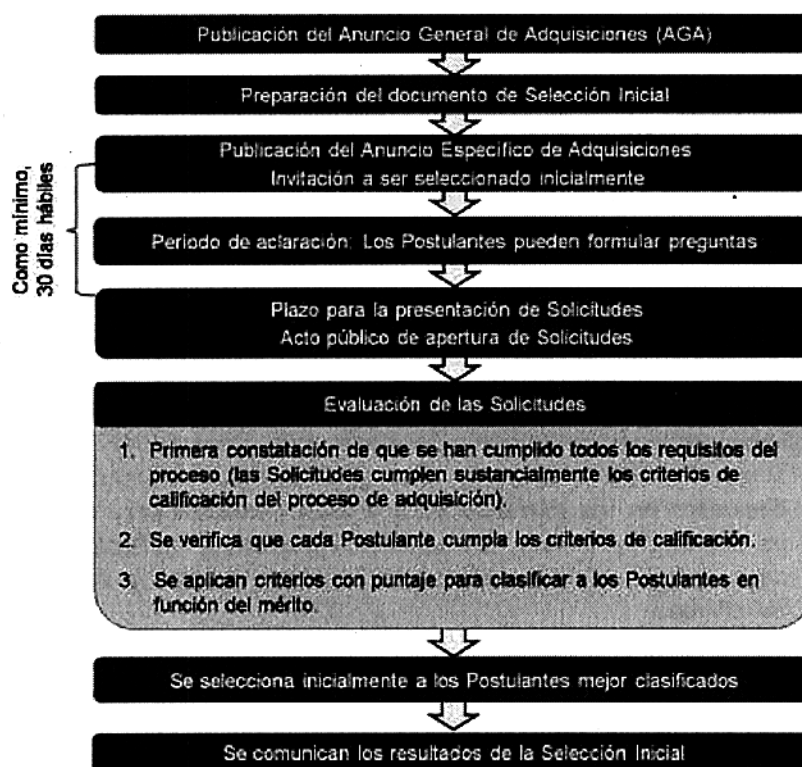 Publicación del Anuncio General de Adquisiciones (AGA)
Preparación del documento de Selección Inicial
Publicación del Anuncio Específico de Adquisiciones
Invitación a ser seleccionado inicialmente
Como mínimo,
30 días hábiles
Periodo de aclaración: Los Postulantes pueden formular preguntas
Plazo para la presentación de Solicitudes
Acto público de apertura de Solicitudes
Evaluación de las Solicitudes
1. Primera constatación de que se han cumplido todos los requisitos del
proceso (las Solicitudes cumplen sustancialmente los criterios de
calificación del proceso de adquisición).
2. Se verifica que cada Postulante cumpla los criterios de calificación;
3. Se aplican criterios con puntaje para clasificar a los Postulantes en
función del mérito.
Se selecciona inicialmente a los Postulantes mejor clasificados
Se comunican los resultados de la Selección Inicial